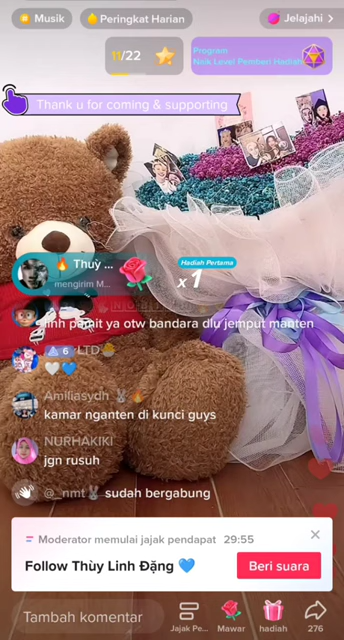 Musik
Peringkat Harian
Jelajahi >
11/22
Program
Naik Level Pemberi Hadiah
Thank u for coming & supporting
Thuỳ ...
mengirim M...
Hadiah Pertama
x1
pamit ya otw bandara dlu jemput manten
6 LTD
Amiliasydh
kamar nganten di kunci guys
NURHAKIKI
jgn rusuh
@_nmt sudah bergabung
Moderator memulai jajak pendapat 29:55
Follow Thùy Linh Đặng 💙
Beri suara
Tambah komentar
Jajak Pe...
Mawar
hadiah
276